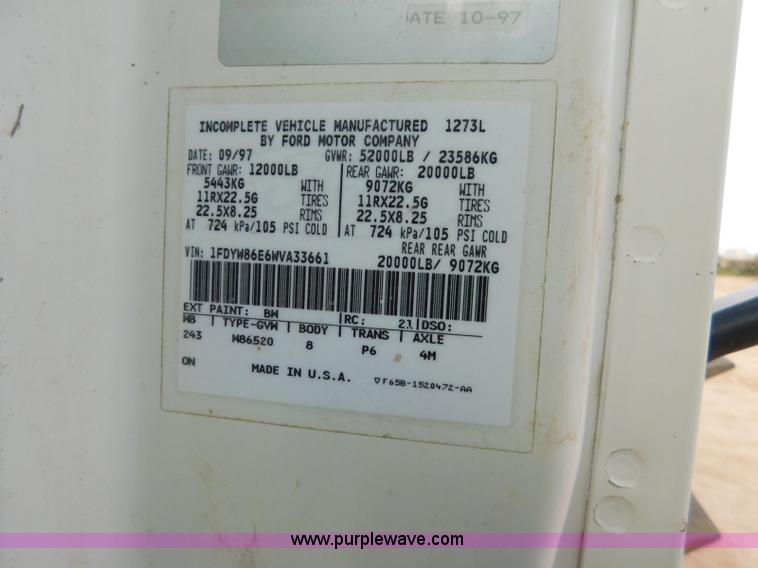 DATE 10-97
INCOMPLETE VEHICLE MANUFACTURED 1273L
BY FORD MOTOR COMPANY
DATE: 09/97 GVWR: 52000LB / 23586KG
FRONT GAWR: 12000LB REAR GAWR: 20000LB
5443KG WITH 9072KG WITH
11RX22.5G TIRES 11RX22.5G TIRES
22.5X8.25 RIMS 22.5X8.25 RIMS
AT 724 kPa/105 PSI COLD AT 724 kPa/105 PSI COLD
REAR REAR GAWR
VIN: 1FDYW86E6WVA33661 20000LB/ 9072KG
EXT PAINT: BW RC: 21 DSO:
WB TYPE-GVW BODY TRANS AXLE
243 W86520 8 P6 4M
ON
MADE IN U.S.A. ▽F65B-1520472-AA
www.purplewave.com